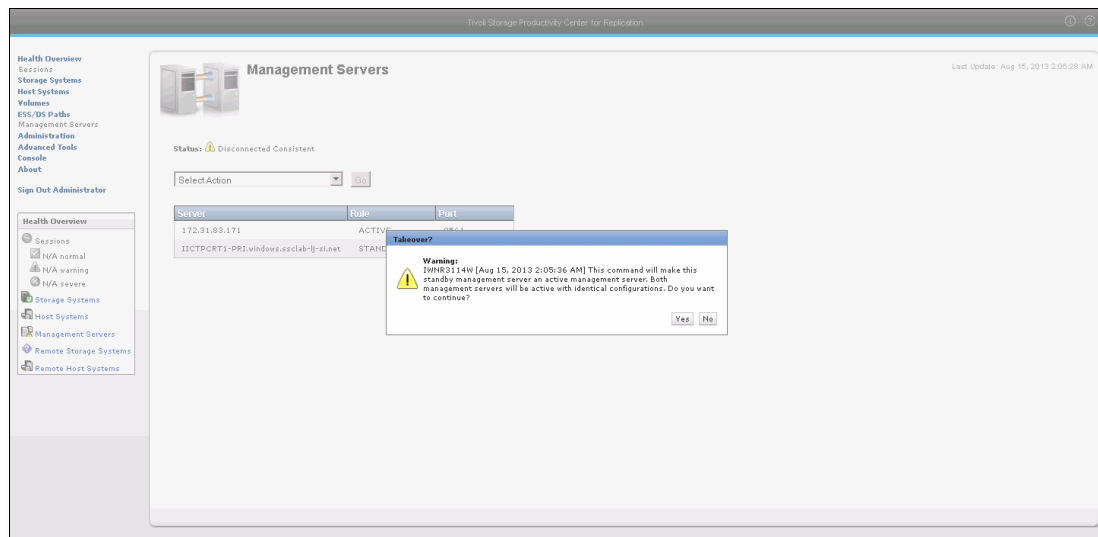 Tivoli Storage Productivity Center for Replication
Health Overview
Sessions
Storage Systems
Host Systems
Volumes
ESS/DS Paths
Management Servers
Administration
Advanced Tools
Console
About
Sign Out Administrator
Health Overview
Sessions
N/A normal
N/A warning
N/A severe
Storage Systems
Host Systems
Management Servers
Remote Storage Systems
Remote Host Systems
Management Servers
Last Update: Aug 15, 2013 2:05:28 AM
Status: Disconnected Consistent
Select Action Go
Server Role Port
172.31.83.171 ACTIVE
IICTPCRT1-PRI.windows.ssclab-lj-si.net STAND
Takeover?
Warning:
IWNR3114W [Aug 15, 2013 2:05:36 AM] This command will make this
standby management server an active management server. Both
management servers will be active with identical configurations. Do you want
to continue?
Yes No